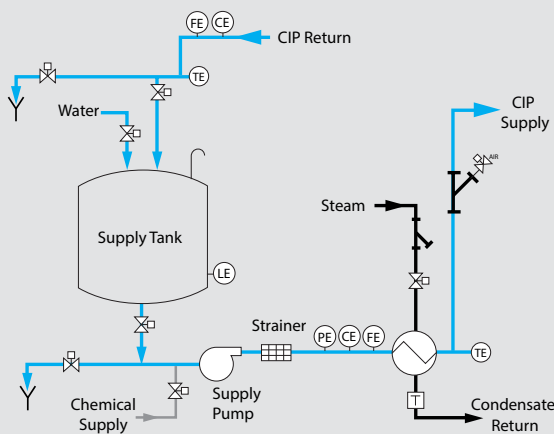 FE
CE
CIP Return
TE
Water
CIP
Supply
AIR
Steam
Supply Tank
LE
Strainer
PE
CE
FE
TE
Supply
Pump
Chemical
Supply
T
Condensate
Return